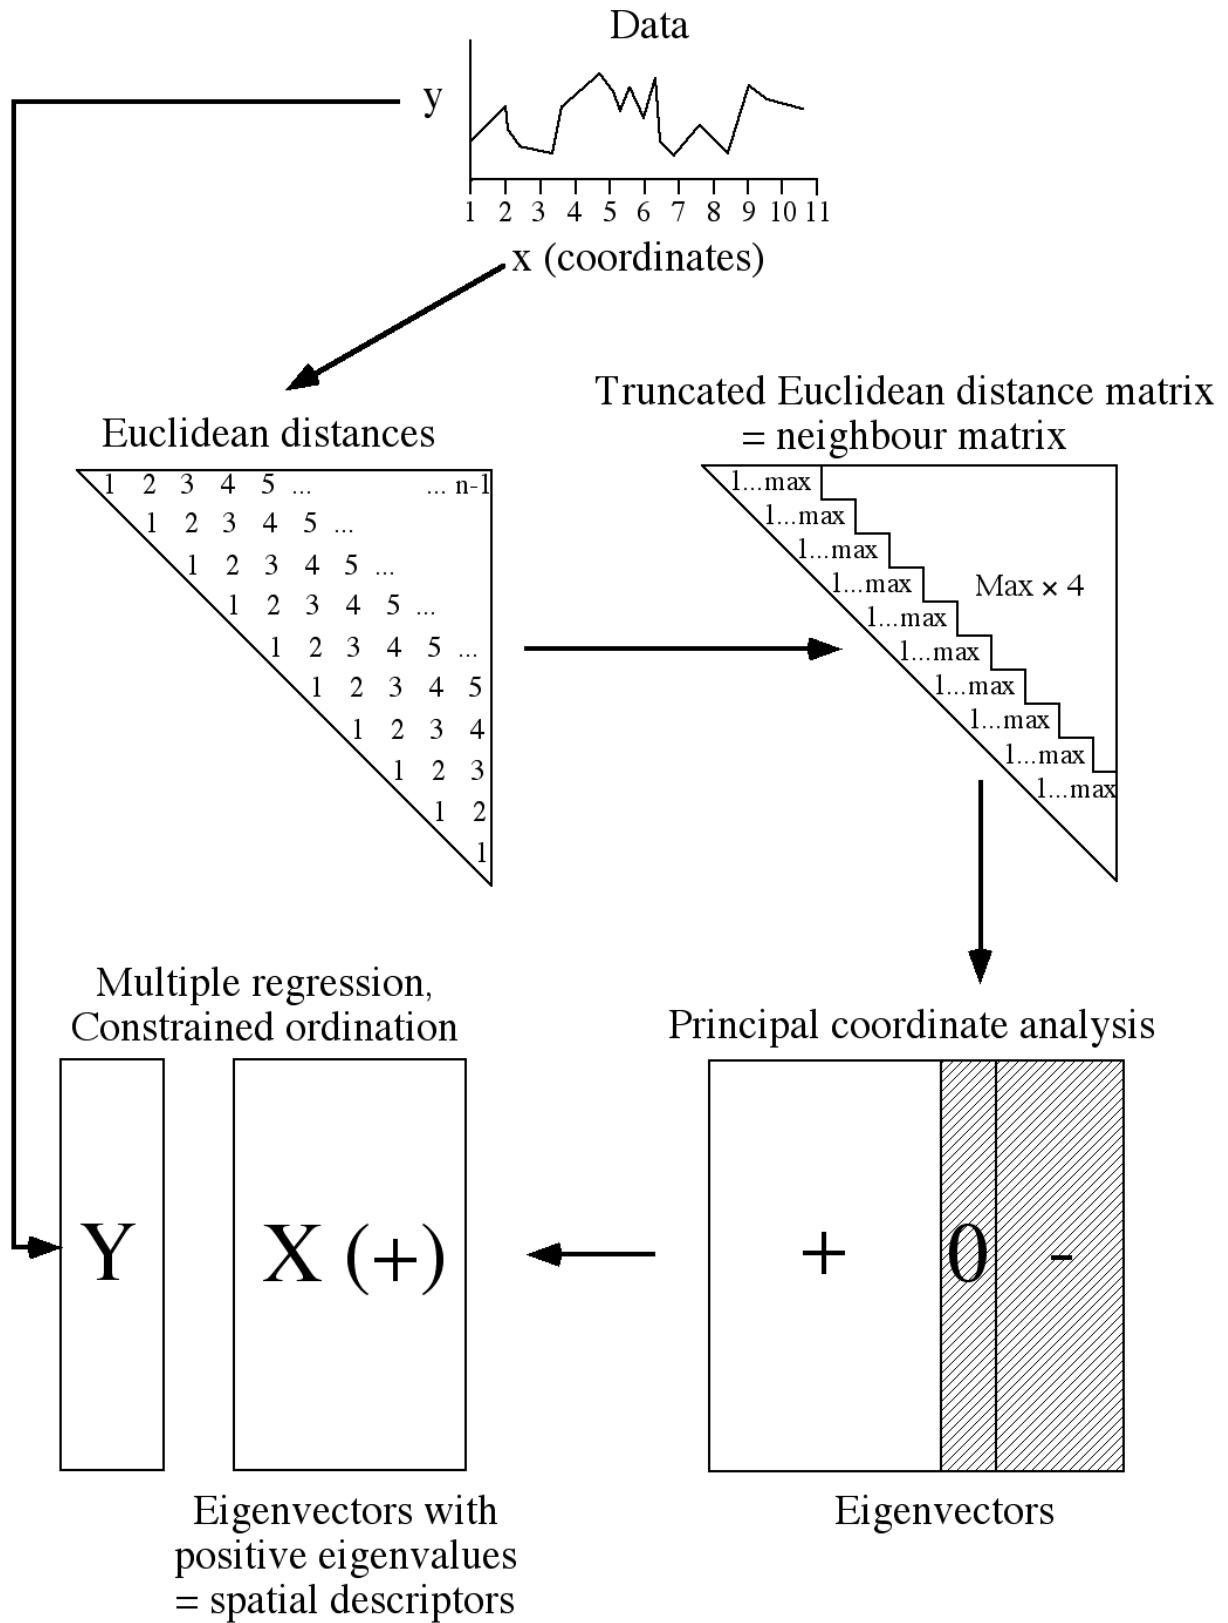 Data
y
1 2 3 4 5 6 7 8 9 10 11
x (coordinates)
Euclidean distances
1 2 3 4 5 ... ... n-1
1 2 3 4 5 ...
1 2 3 4 5 ...
1 2 3 4 5 ...
1 2 3 4 5 ...
1 2 3 4 5
1 2 3 4
1 2 3
1 2
1
Truncated Euclidean distance matrix
= neighbour matrix
1...max
1...max
1...max
1...max
1...max
1...max
1...max
1...max
1...max
1...max
Max × 4
Multiple regression,
Constrained ordination
Y
X (+)
Eigenvectors with
positive eigenvalues
= spatial descriptors
Principal coordinate analysis
+ 0 -
Eigenvectors